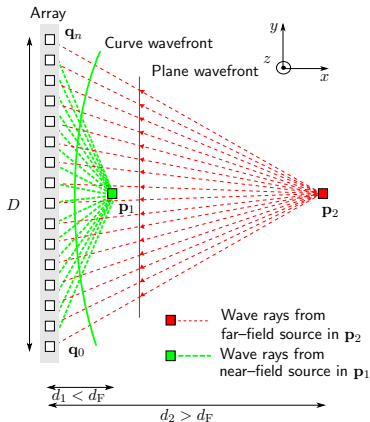 Array
q_n
y
Curve wavefront
z
Plane wavefront
x
D
p_1
p_2
Wave rays from
far–field source in p_2
q_0
Wave rays from
near–field source in p_1
d_1 < d_F
d_2 > d_F